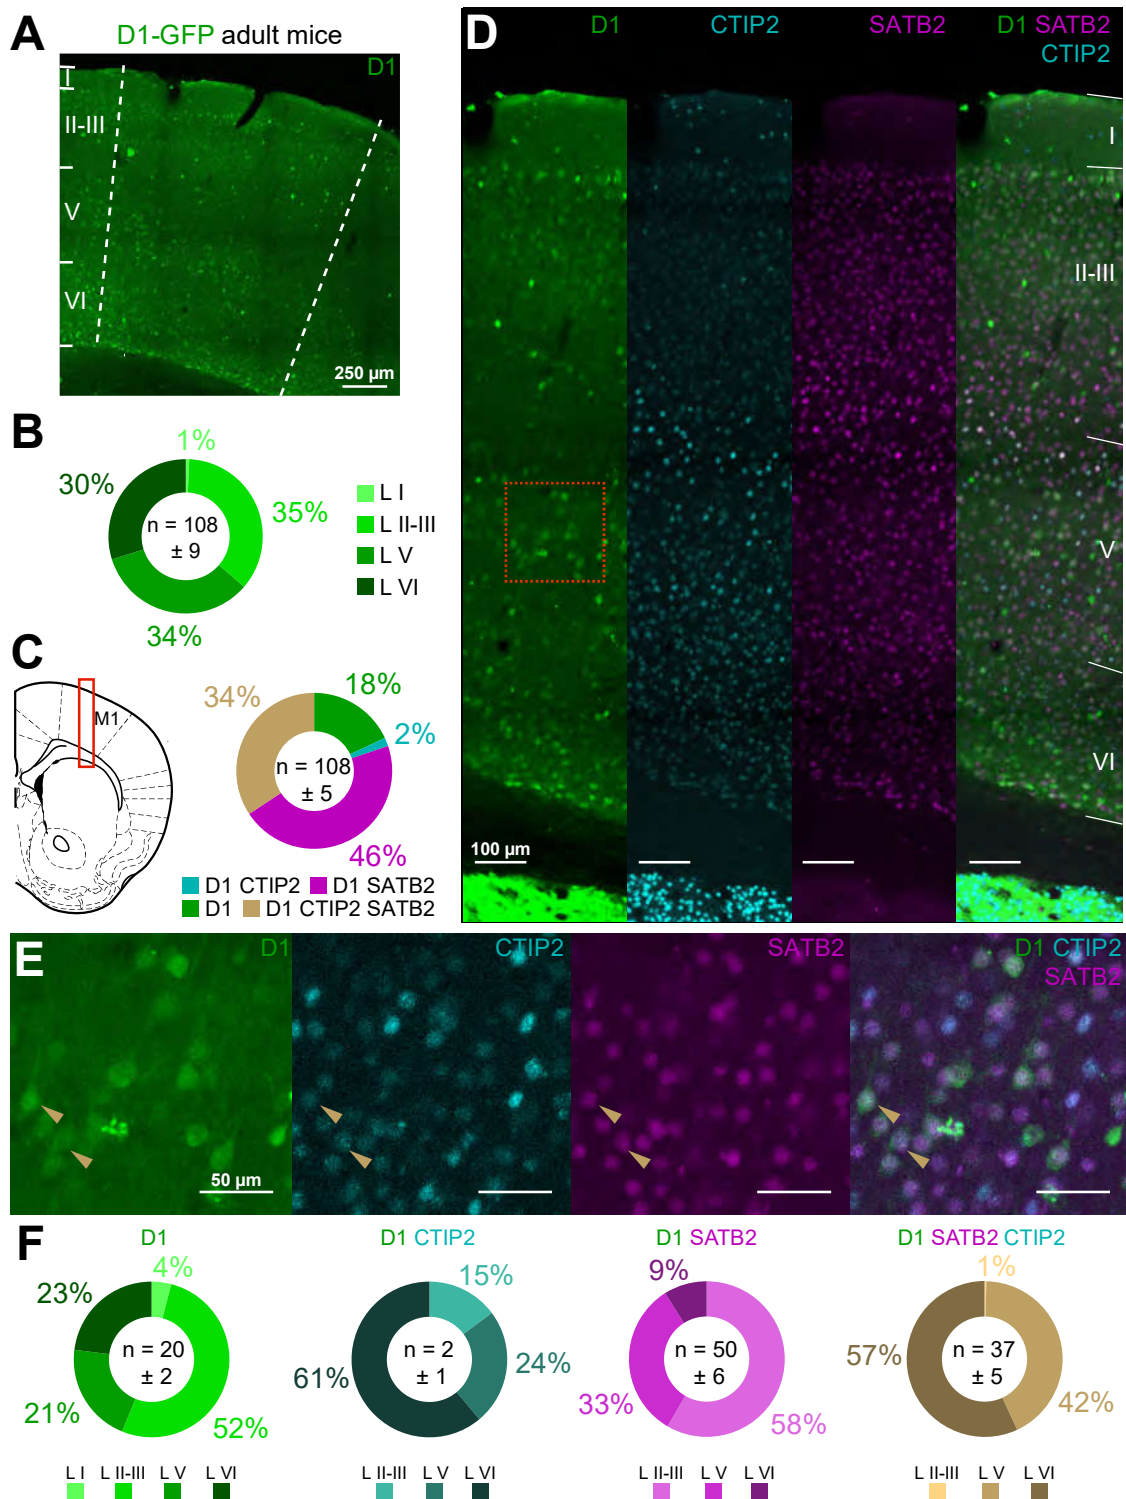 A
D1-GFP adult mice
D1
I
II-III
V
VI
250 µm
B
1%
30%
35%
34%
n = 108
± 9
L I
L II-III
L V
L VI
C
M1
34%
18%
2%
46%
n = 108
± 5
D1 CTIP2 D1 SATB2
D1 D1 CTIP2 SATB2
D
D1
CTIP2
SATB2
D1 SATB2
CTIP2
I
II-III
V
VI
100 µm
E
D1
CTIP2
SATB2
D1 CTIP2
SATB2
50 µm
F
D1
4%
23%
n = 20
± 2
21%
52%
L I L II-III L V L VI
D1 CTIP2
15%
n = 2
± 1
24%
61%
L II-III L V L VI
D1 SATB2
9%
n = 50
± 6
33%
58%
L II-III L V L VI
D1 SATB2 CTIP2
1%
57%
n = 37
± 5
42%
L II-III L V L VI